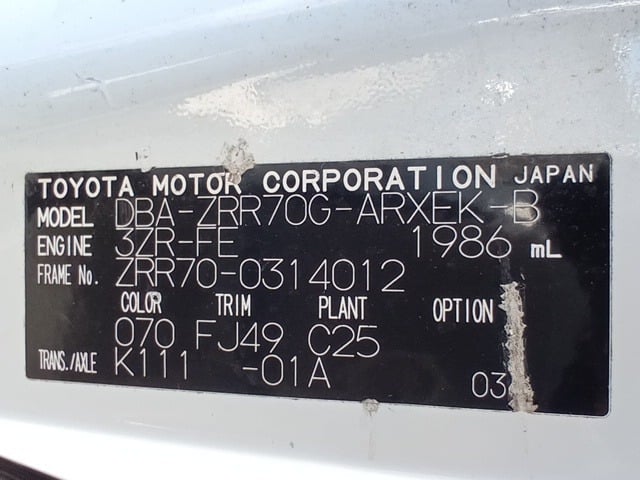 TOYOTA MOTOR CORPORATION JAPAN
MODEL DBA-ZRR70G-ARXEK-B
ENGINE 3ZR-FE 1986 mL
FRAME No. ZRR70-0314012
COLOR TRIM PLANT OPTION
070 FJ49 C25
TRANS./AXLE K111 -01A
03